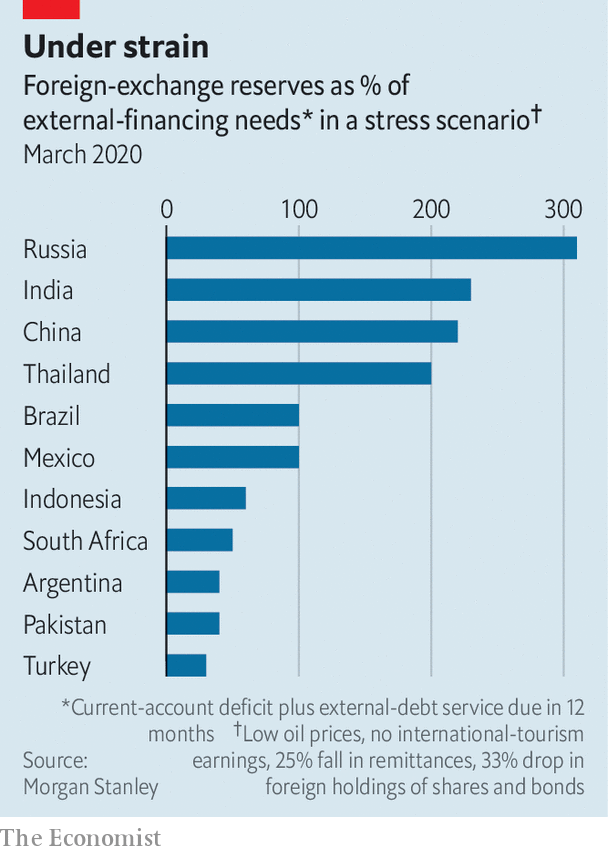 Under strain
Foreign-exchange reserves as % of
external-financing needs* in a stress scenario†
March 2020
0 100 200 300
Russia
India
China
Thailand
Brazil
Mexico
Indonesia
South Africa
Argentina
Pakistan
Turkey
*Current-account deficit plus external-debt service due in 12
months †Low oil prices, no international-tourism
earnings, 25% fall in remittances, 33% drop in
foreign holdings of shares and bonds
Source:
Morgan Stanley
The Economist